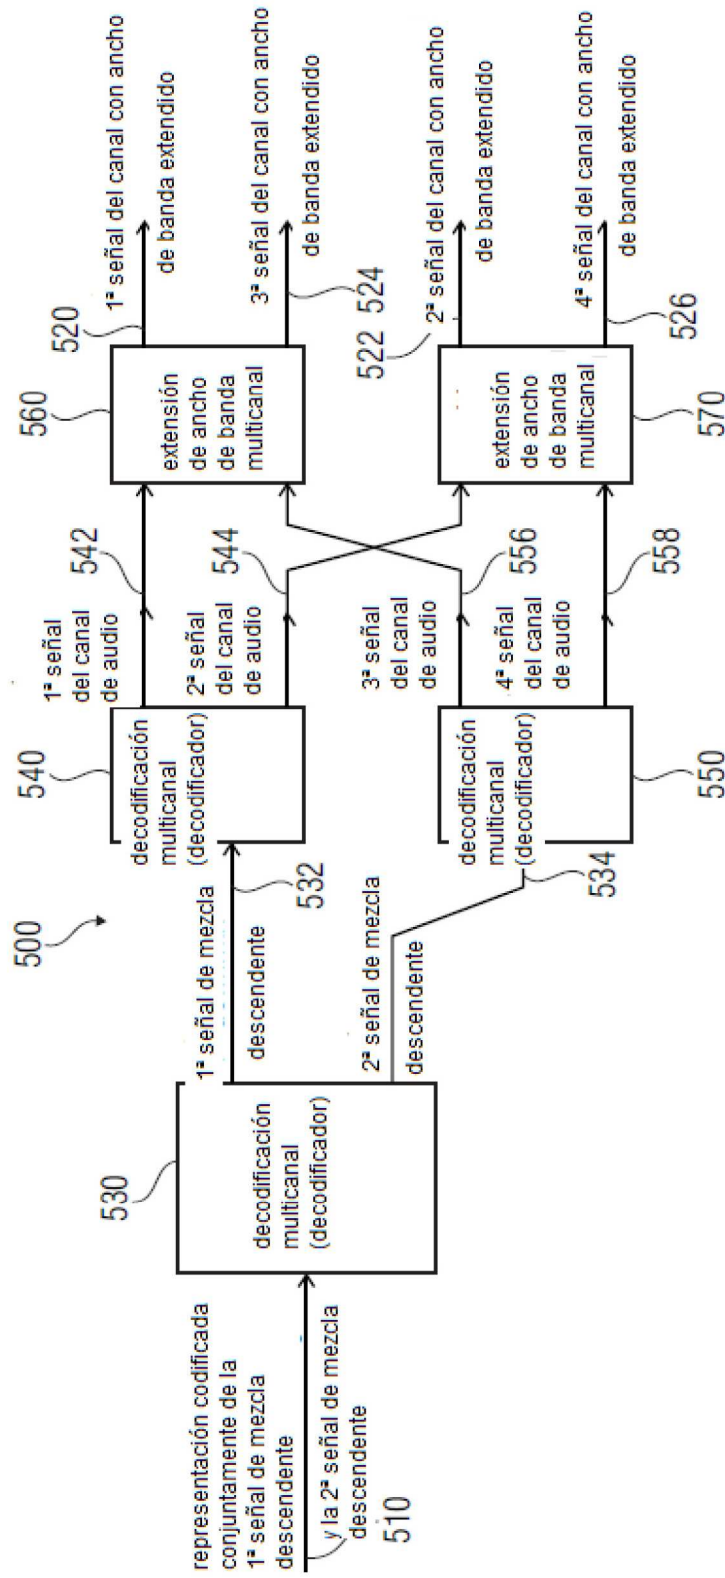 500
representación codificada
conjuntamente de la
1ª señal de mezcla
descendente
y la 2ª señal de mezcla
descendente
510
530
decodificación
multicanal
(decodificador)
1ª señal de mezcla
descendente
532
2ª señal de mezcla
descendente
534
540
decodificación
multicanal
(decodificador)
550
decodificación
multicanal
(decodificador)
1ª señal
del canal
de audio
542
2ª señal
del canal
de audio
544
3ª señal
del canal
de audio
556
4ª señal
del canal
de audio
558
560
extensión
de ancho
de banda
multicanal
570
extensión
de ancho
de banda
multicanal
520
1ª señal del canal con ancho
de banda extendido
524
3ª señal del canal con ancho
de banda extendido
522
2ª señal del canal con ancho
de banda extendido
526
4ª señal del canal con ancho
de banda extendido